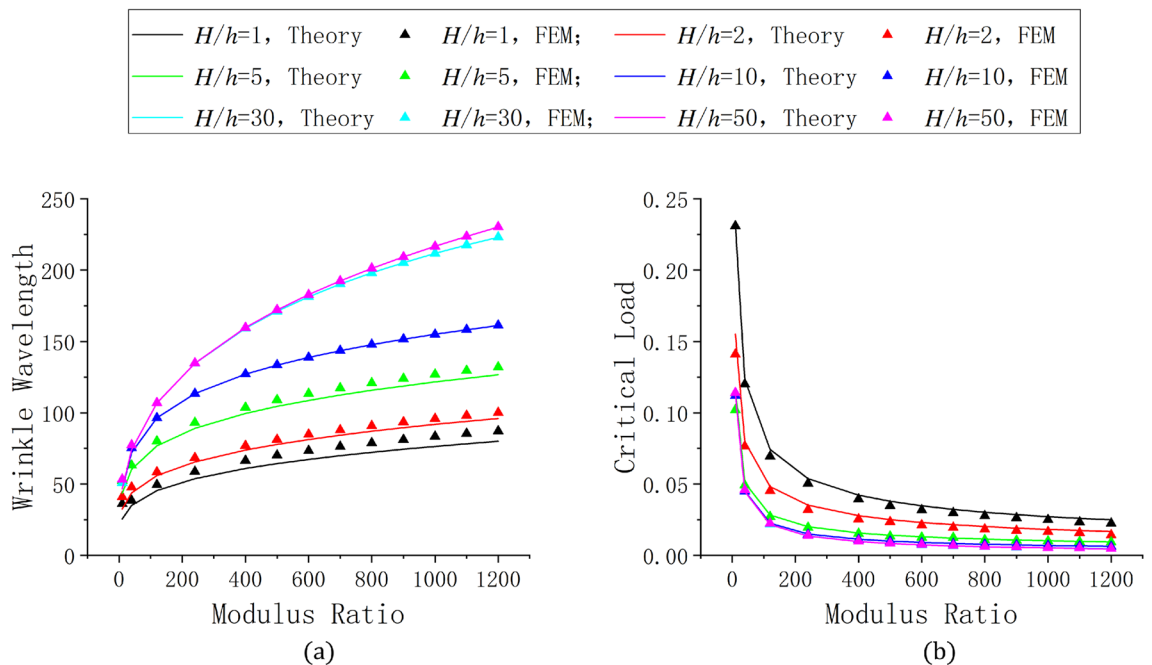 H/h=1, Theory H/h=1, FEM; H/h=2, Theory H/h=2, FEM
H/h=5, Theory H/h=5, FEM; H/h=10, Theory H/h=10, FEM
H/h=30, Theory H/h=30, FEM; H/h=50, Theory H/h=50, FEM
Wrinkle Wavelength
250
200
150
100
50
0
0 200 400 600 800 1000 1200
Modulus Ratio
(a)
Critical Load
0.25
0.20
0.15
0.10
0.05
0.00
0 200 400 600 800 1000 1200
Modulus Ratio
(b)